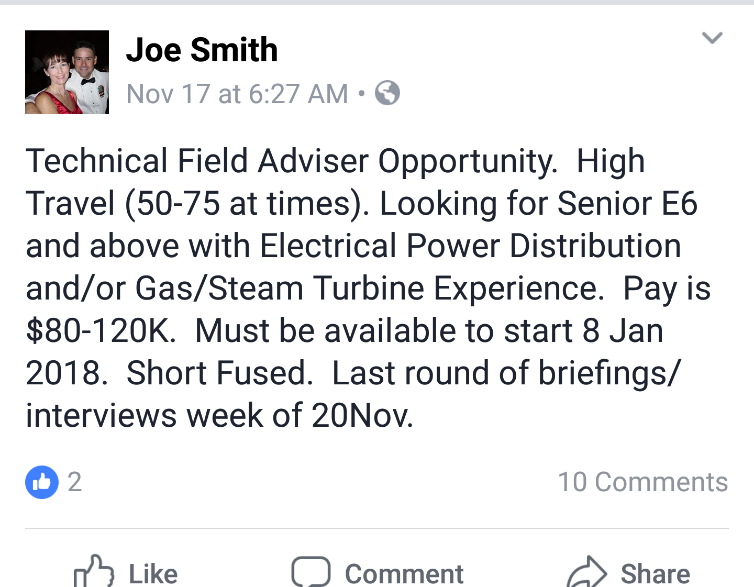 Joe Smith
Nov 17 at 6:27 AM •
Technical Field Adviser Opportunity.  High
Travel (50-75 at times). Looking for Senior E6
and above with Electrical Power Distribution
and/or Gas/Steam Turbine Experience.  Pay is
$80-120K.  Must be available to start 8 Jan
2018.  Short Fused.  Last round of briefings/
interviews week of 20Nov.
2 10 Comments
Like Comment Share